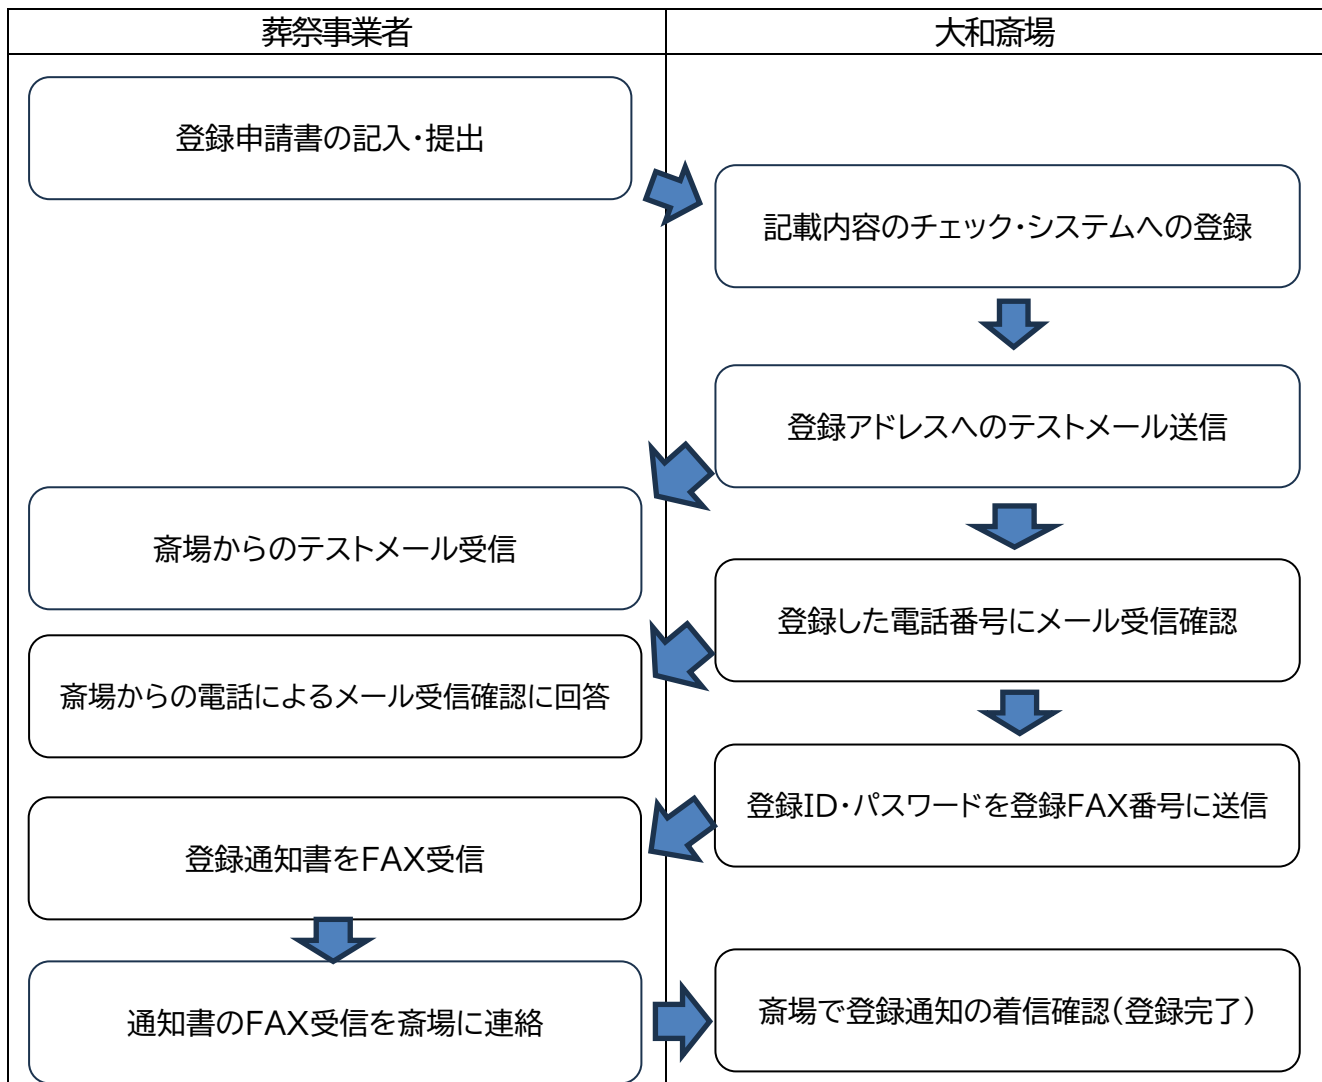 葬祭事業者
大和斎場
登録申請書の記入・提出
記載内容のチェック・システムへの登録
登録アドレスへのテストメール送信
斎場からのテストメール受信
登録した電話番号にメール受信確認
斎場からの電話によるメール受信確認に回答
登録ID・パスワードを登録FAX番号に送信
登録通知書をFAX受信
通知書のFAX受信を斎場に連絡
斎場で登録通知の着信確認(登録完了)